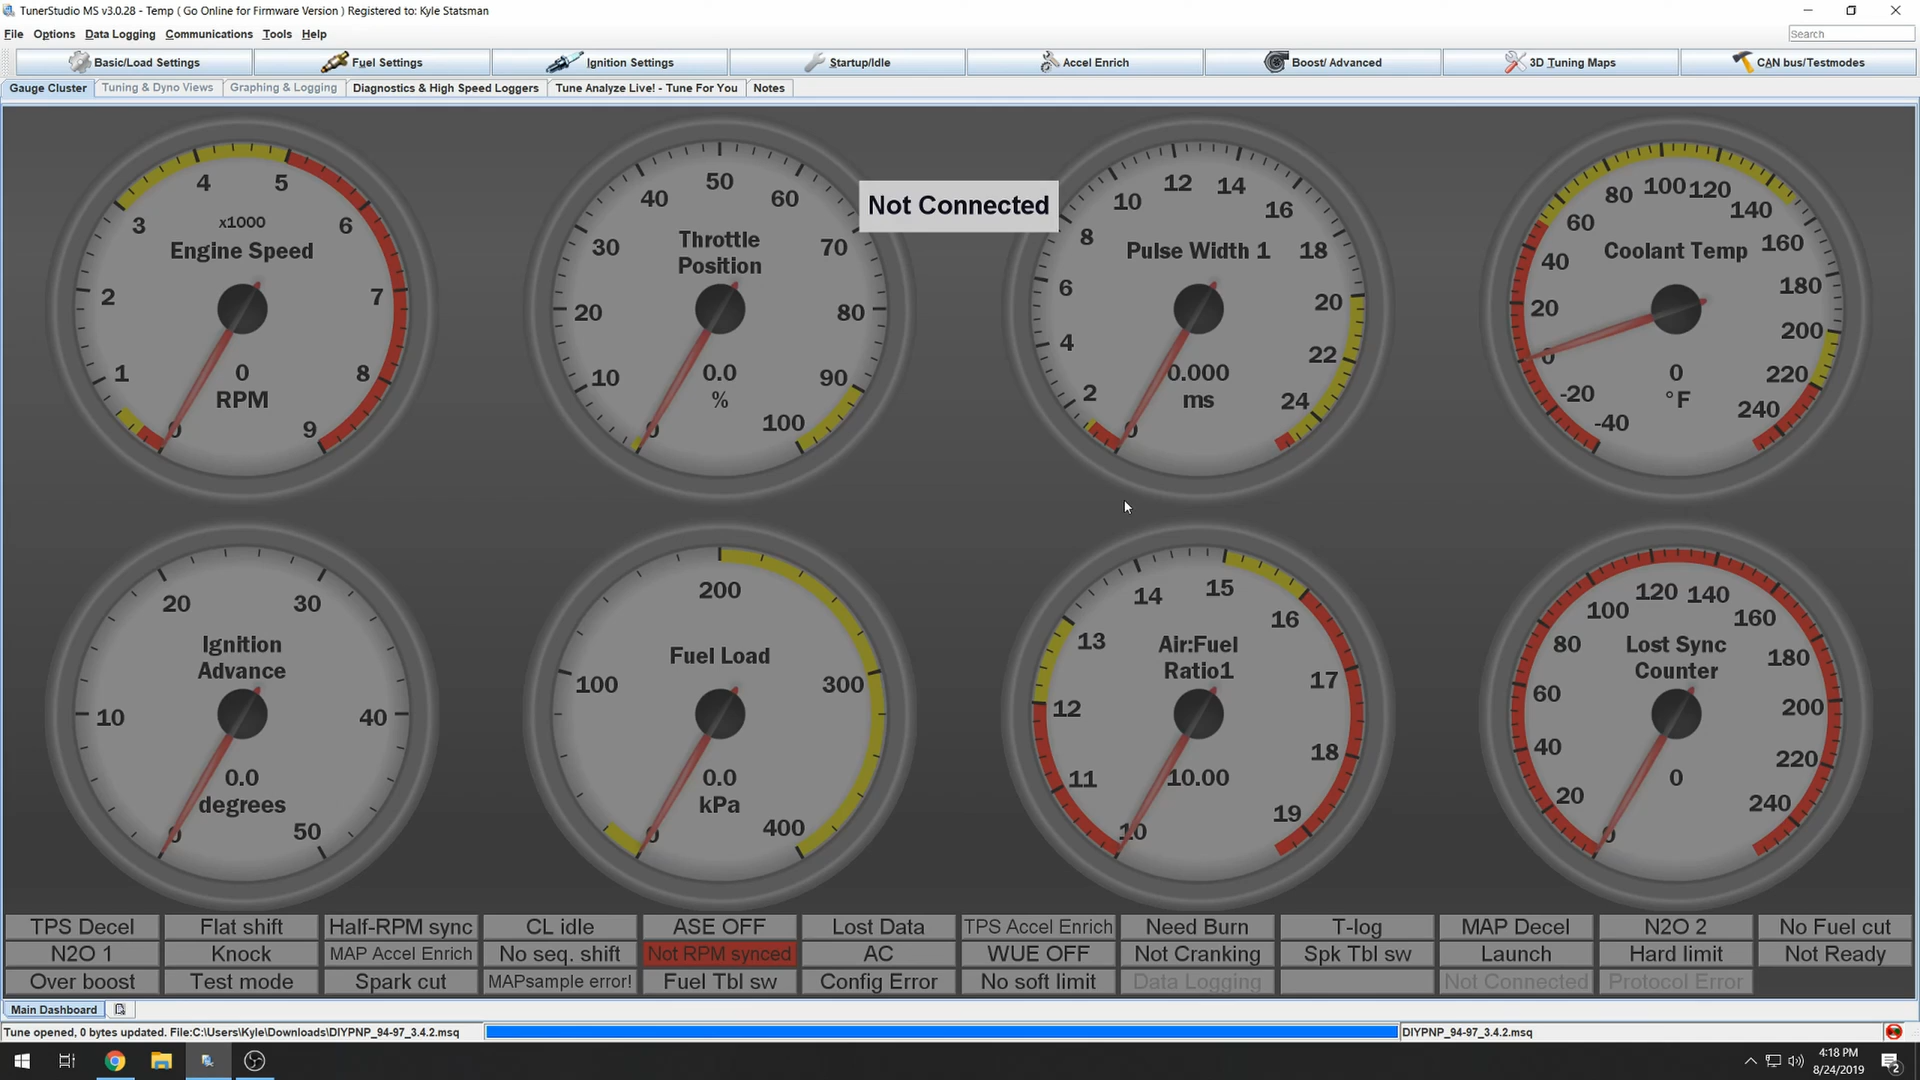 TunerStudio MS v3.0.28 - Temp ( Go Online for Firmware Version ) Registered to: Kyle Statsman
File Options Data Logging Communications Tools Help
Search
Basic/Load Settings Fuel Settings Ignition Settings Startup/Idle Accel Enrich Boost/ Advanced 3D Tuning Maps CAN bus/Testmodes
Gauge Cluster Tuning & Dyno Views Graphing & Logging Diagnostics & High Speed Loggers Tune Analyze Live! - Tune For You Notes
Not Connected
0 1 2 3 4 5 6 7 8 9
x1000
Engine Speed
0
RPM
0 10 20 30 40 50 60 70 80 90 100
Throttle
Position
0.0
%
0 2 4 6 8 10 12 14 16 18 20 22 24
Pulse Width 1
0.000
ms
-40 -20 0 20 40 60 80 100 120 140 160 180 200 220 240
Coolant Temp
0
°F
0 10 20 30 40 50
Ignition
Advance
0.0
degrees
0 100 200 300 400
Fuel Load
0.0
kPa
10 11 12 13 14 15 16 17 18 19
Air:Fuel
Ratio1
10.00
0 20 40 60 80 100 120 140 160 180 200 220 240
Lost Sync
Counter
0
TPS Decel Flat shift Half-RPM sync CL idle ASE OFF Lost Data TPS Accel Enrich Need Burn T-log MAP Decel N2O 2 No Fuel cut
N2O 1 Knock MAP Accel Enrich No seq. shift Not RPM synced AC WUE OFF Not Cranking Spk Tbl sw Launch Hard limit Not Ready
Over boost Test mode Spark cut MAPsample error! Fuel Tbl sw Config Error No soft limit Data Logging Not Connected Protocol Error
Main Dashboard
Tune opened, 0 bytes updated. File:C:\Users\Kyle\Downloads\DIYPNP_94-97_3.4.2.msq DIYPNP_94-97_3.4.2.msq
4:18 PM
8/24/2019
2